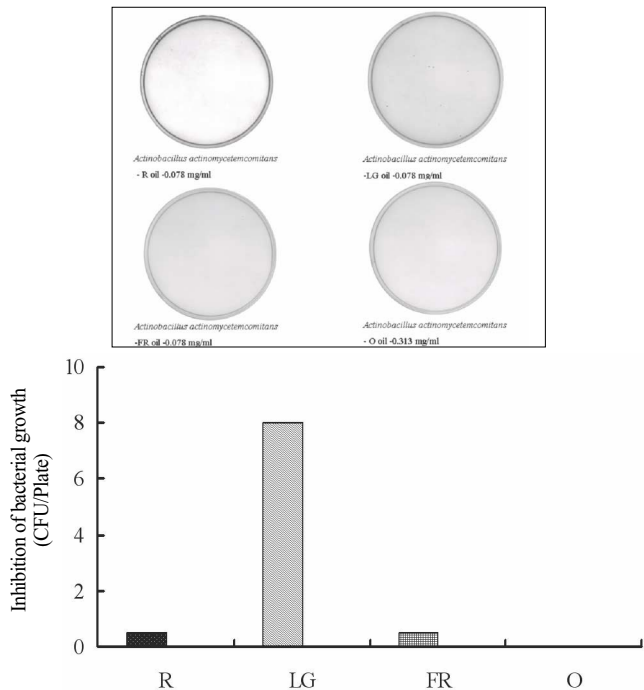 Actinobacillus actinomycetemcomitans
- R oil -0.078 mg/ml
Actinobacillus actinomycetemcomitans
-LG oil -0.078 mg/ml
Actinobacillus actinomycetemcomitans
-FR oil -0.078 mg/ml
Actinobacillus actinomycetemcomitans
- O oil -0.313 mg/ml
Inhibition of bacterial growth
(CFU/Plate)
10
8
6
4
2
0
R LG FR O